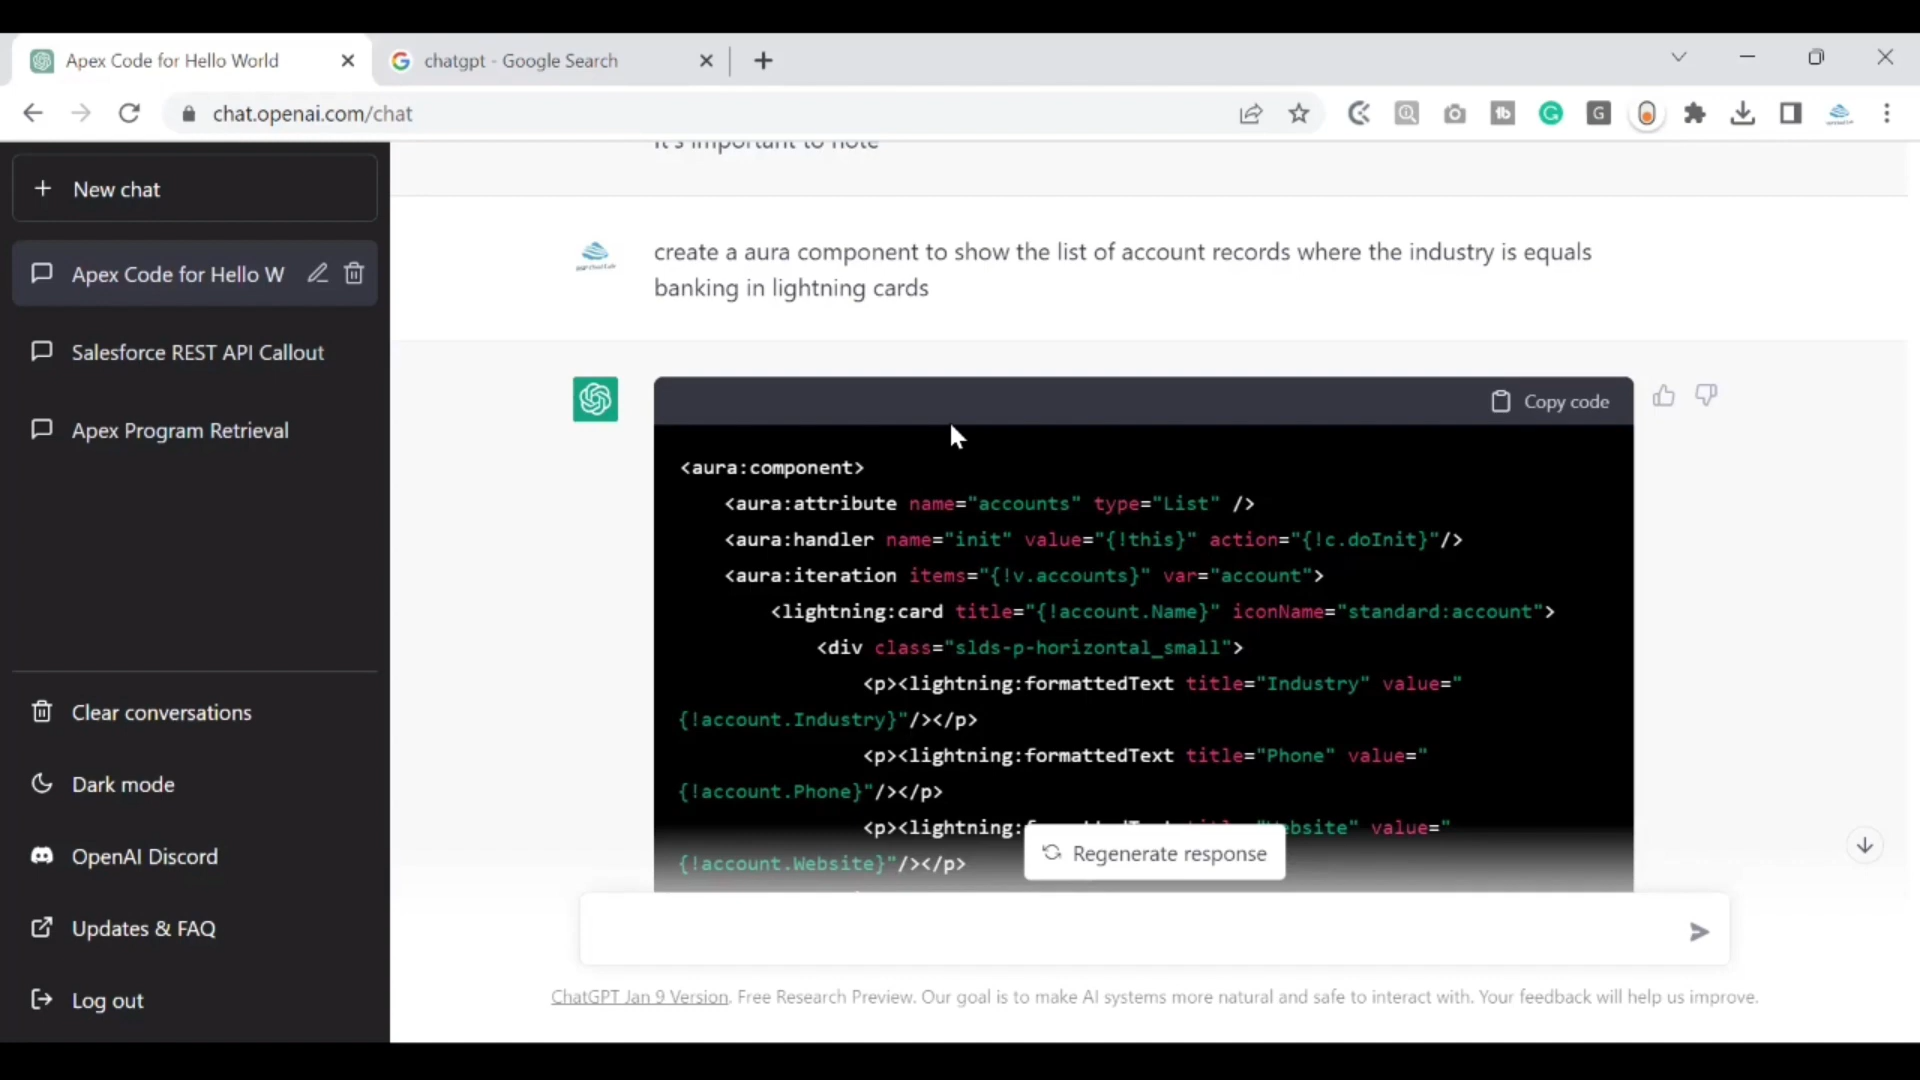 Apex Code for Hello World
chatgpt - Google Search
chat.openai.com/chat
New chat
Apex Code for Hello W
Salesforce REST API Callout
Apex Program Retrieval
Clear conversations
Dark mode
OpenAI Discord
Updates & FAQ
Log out
It's important to note
create a aura component to show the list of account records where the industry is equals
banking in lightning cards
Copy code
<aura:component>
<aura:attribute name="accounts" type="List" />
<aura:handler name="init" value="{!this}" action="{!c.doInit}"/>
<aura:iteration items="{!v.accounts}" var="account">
<lightning:card title="{!account.Name}" iconName="standard:account">
<div class="slds-p-horizontal_small">
<p><lightning:formattedText title="Industry" value="
{!account.Industry}"/></p>
<p><lightning:formattedText title="Phone" value="
{!account.Phone}"/></p>
<p><lightning: value="
{!account.Website}"/></p>
Regenerate response
ChatGPT Jan 9 Version. Free Research Preview. Our goal is to make AI systems more natural and safe to interact with. Your feedback will help us improve.